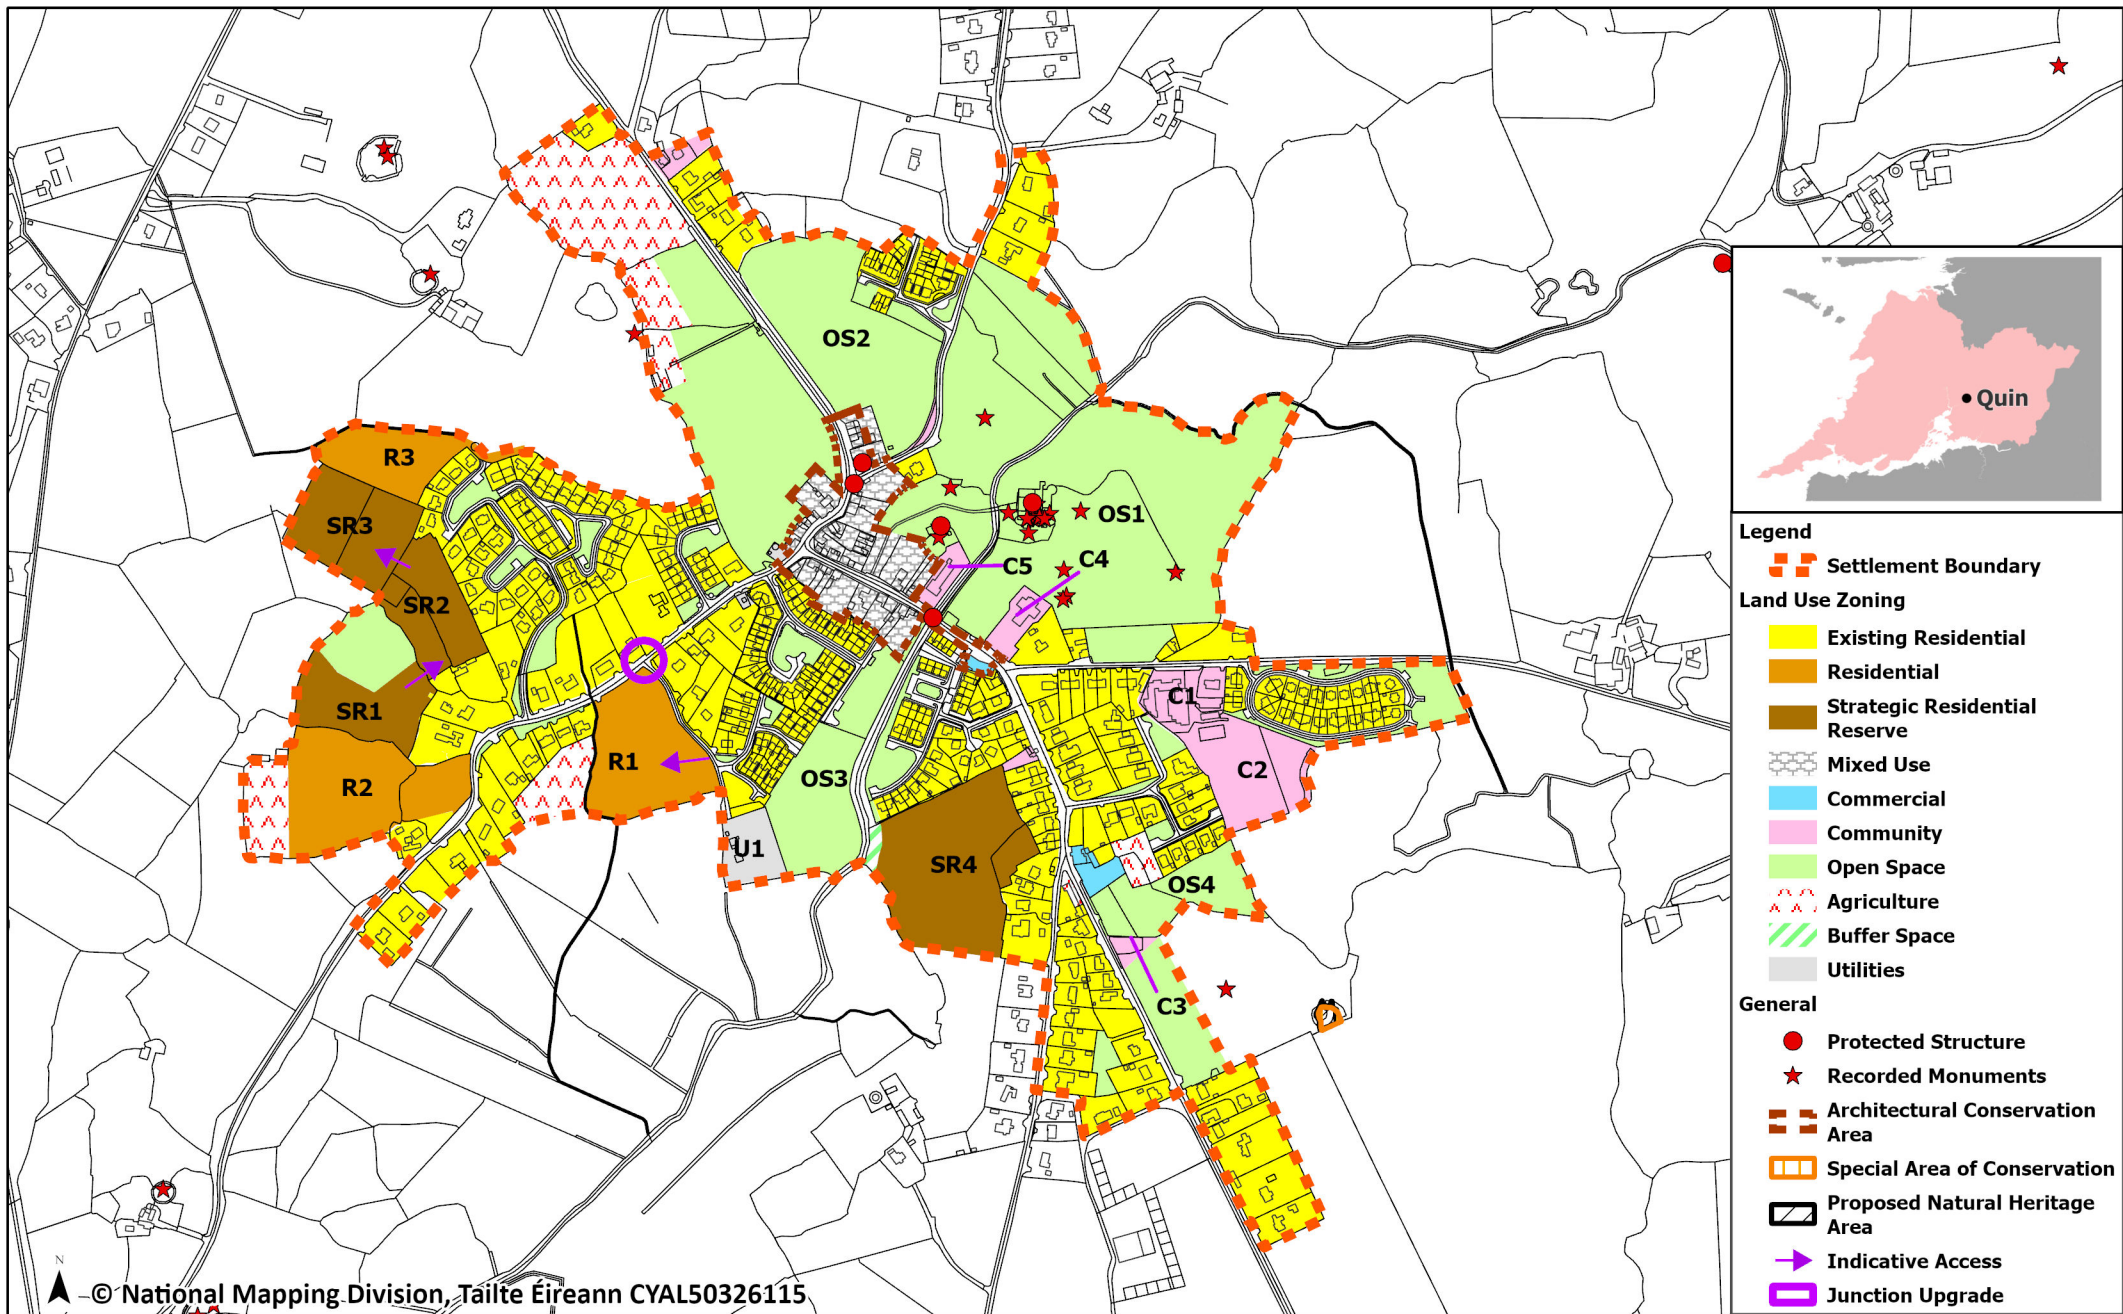 OS2
R3
SR3
OS1
C5
C4
SR2
SR1
C1
R1
R2
OS3
C2
U1
SR4
OS4
C3
N
© National Mapping Division, Tailte Éireann CYAL50326115
Quin
Legend
Settlement Boundary
Land Use Zoning
Existing Residential
Residential
Strategic Residential
Reserve
Mixed Use
Commercial
Community
Open Space
Agriculture
Buffer Space
Utilities
General
Protected Structure
Recorded Monuments
Architectural Conservation
Area
Special Area of Conservation
Proposed Natural Heritage
Area
Indicative Access
Junction Upgrade